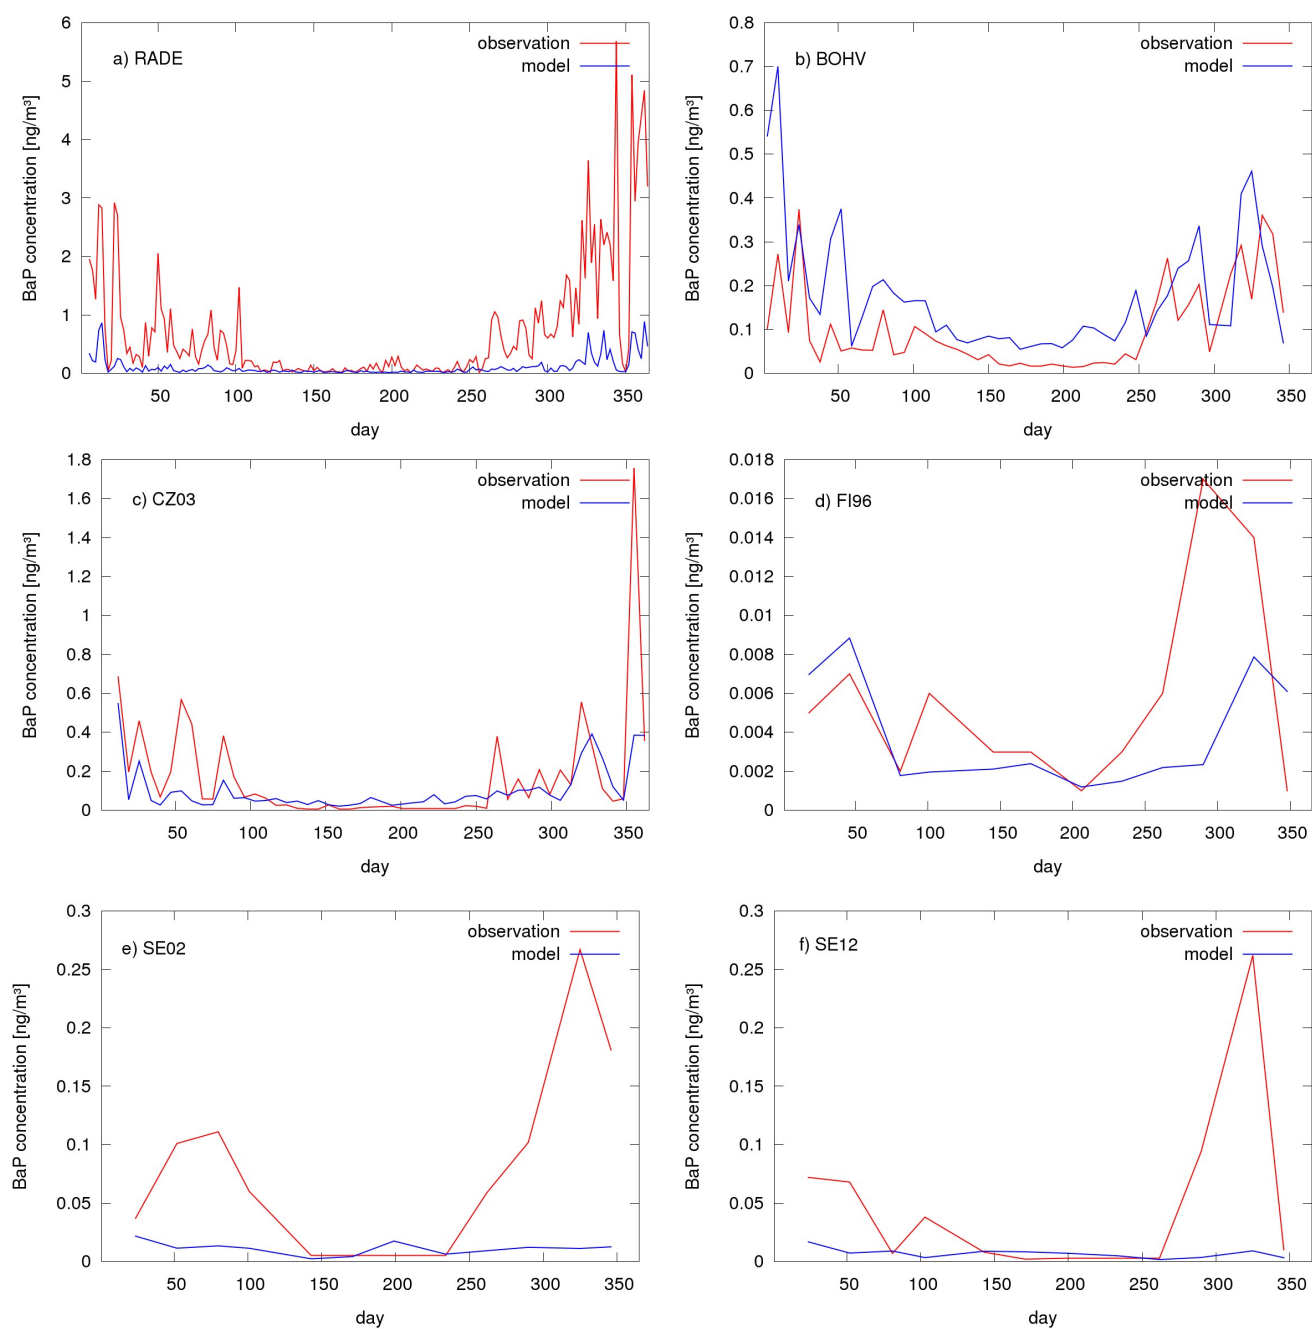 a) RADE
observation
model
BaP concentration [ng/m³]
6
5
4
3
2
1
0
50 100 150 200 250 300 350
day
b) BOHV
observation
model
BaP concentration [ng/m³]
0.8
0.7
0.6
0.5
0.4
0.3
0.2
0.1
0
50 100 150 200 250 300 350
day
c) CZ03
observation
model
BaP concentration [ng/m³]
1.8
1.6
1.4
1.2
1
0.8
0.6
0.4
0.2
0
50 100 150 200 250 300 350
day
d) FI96
observation
model
BaP concentration [ng/m³]
0.018
0.016
0.014
0.012
0.01
0.008
0.006
0.004
0.002
0
50 100 150 200 250 300 350
day
e) SE02
observation
model
BaP concentration [ng/m³]
0.3
0.25
0.2
0.15
0.1
0.05
0
50 100 150 200 250 300 350
day
f) SE12
observation
model
BaP concentration [ng/m³]
0.3
0.25
0.2
0.15
0.1
0.05
0
50 100 150 200 250 300 350
day